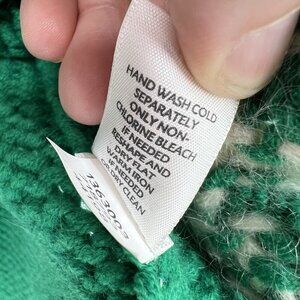 HAND WASH COLD
SEPARATELY
ONLY NON-
CHLORINE BLEACH
IF NEEDED
RESHAPE AND
DRY FLAT
WARM IRON
IF NEEDED
OR DRY CLEAN